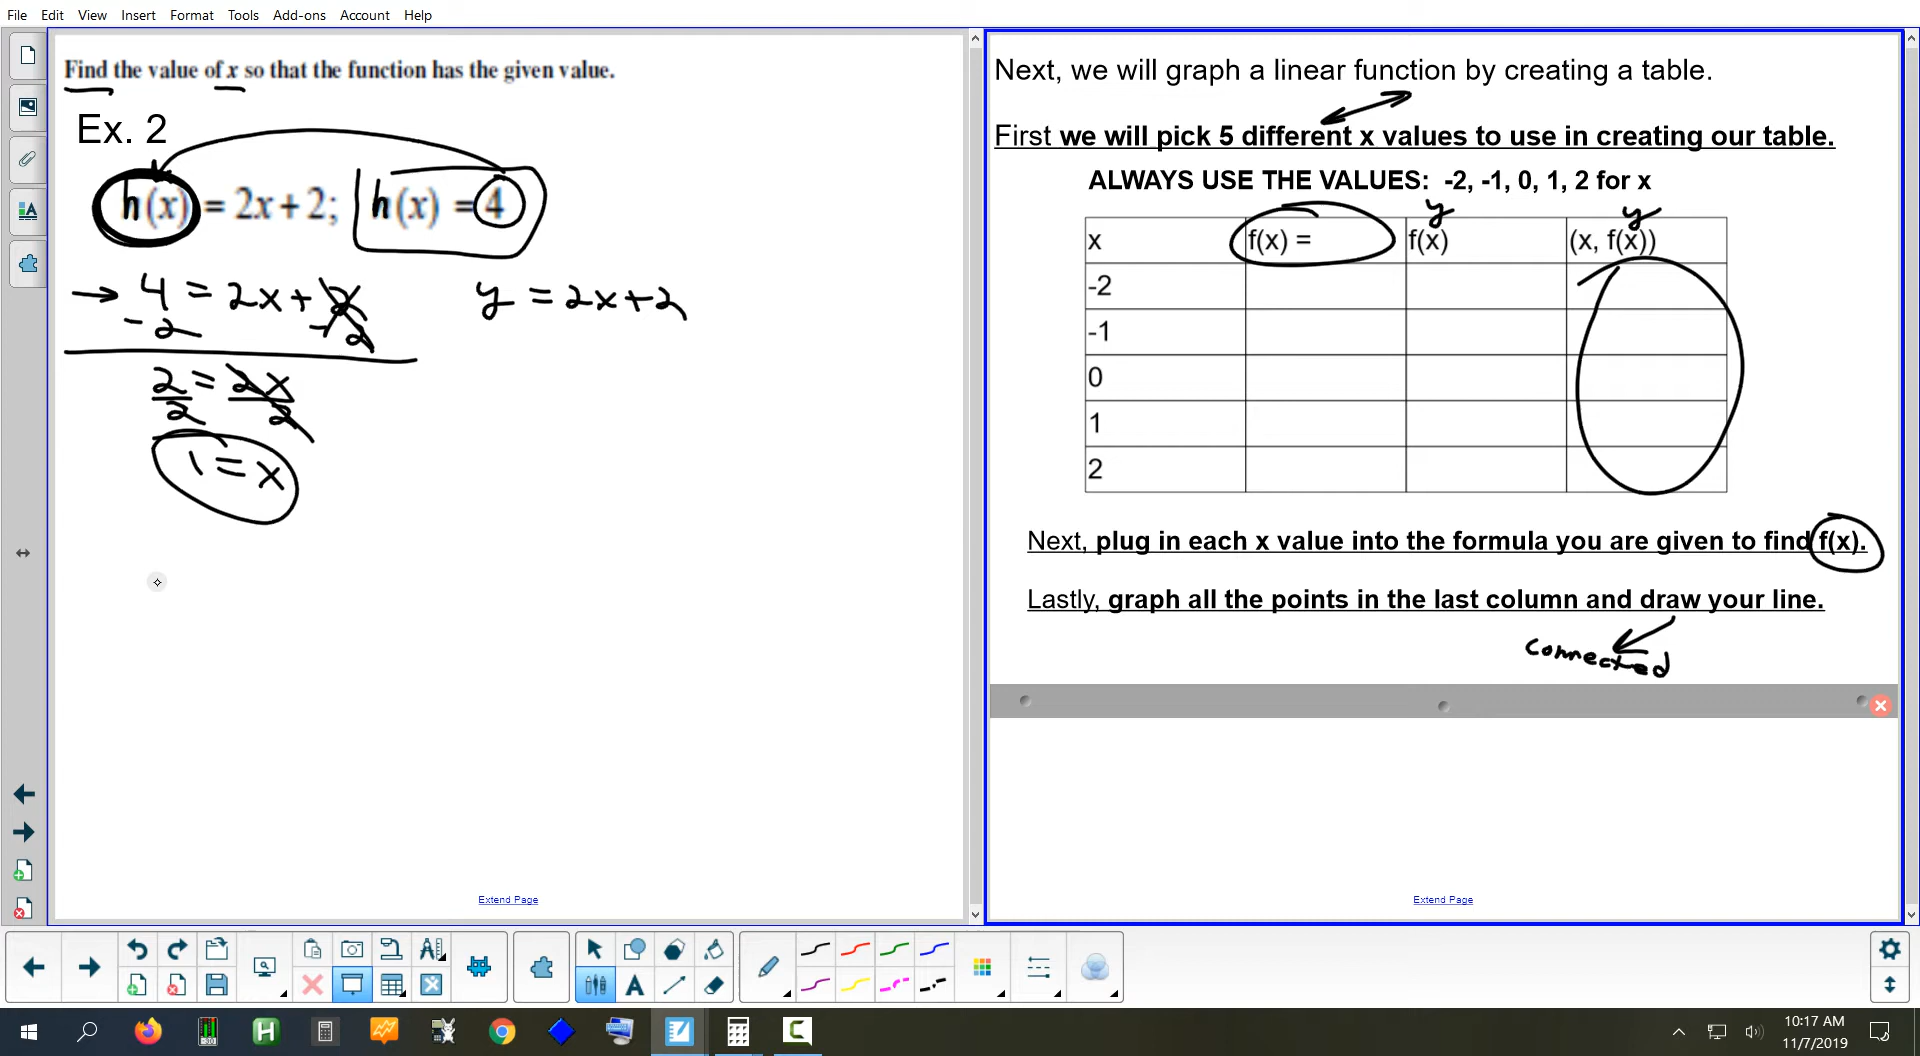 File Edit View Insert Format Tools Add-ons Account Help
Find the value of x so that the function has the given value.
Ex. 2
h(x) = 2x + 2; h(x) = 4
4 = 2x + 2
- 2 - 2
y = 2x + 2
2 = 2x
2 2
1 = x
Extend Page
Next, we will graph a linear function by creating a table.
First we will pick 5 different x values to use in creating our table.
ALWAYS USE THE VALUES: -2, -1, 0, 1, 2 for x
y y
x f(x) = f(x) (x, f(x))
-2
-1
0
1
2
Next, plug in each x value into the formula you are given to find f(x).
Lastly, graph all the points in the last column and draw your line.
connected
Extend Page
10:17 AM
11/7/2019